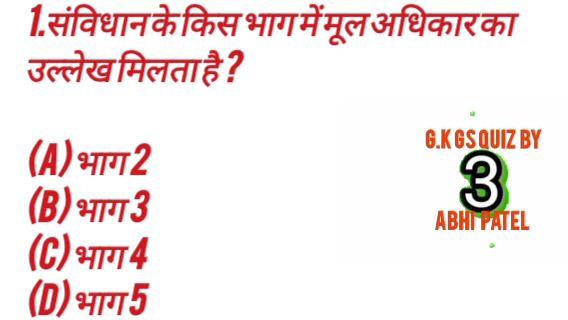 1.संविधान के किस भाग में मूल अधिकार का
उल्लेख मिलता है ?
(A) भाग 2
(B) भाग 3
(C) भाग 4
(D) भाग 5
G.K GS QUIZ BY
3
ABHI PATEL